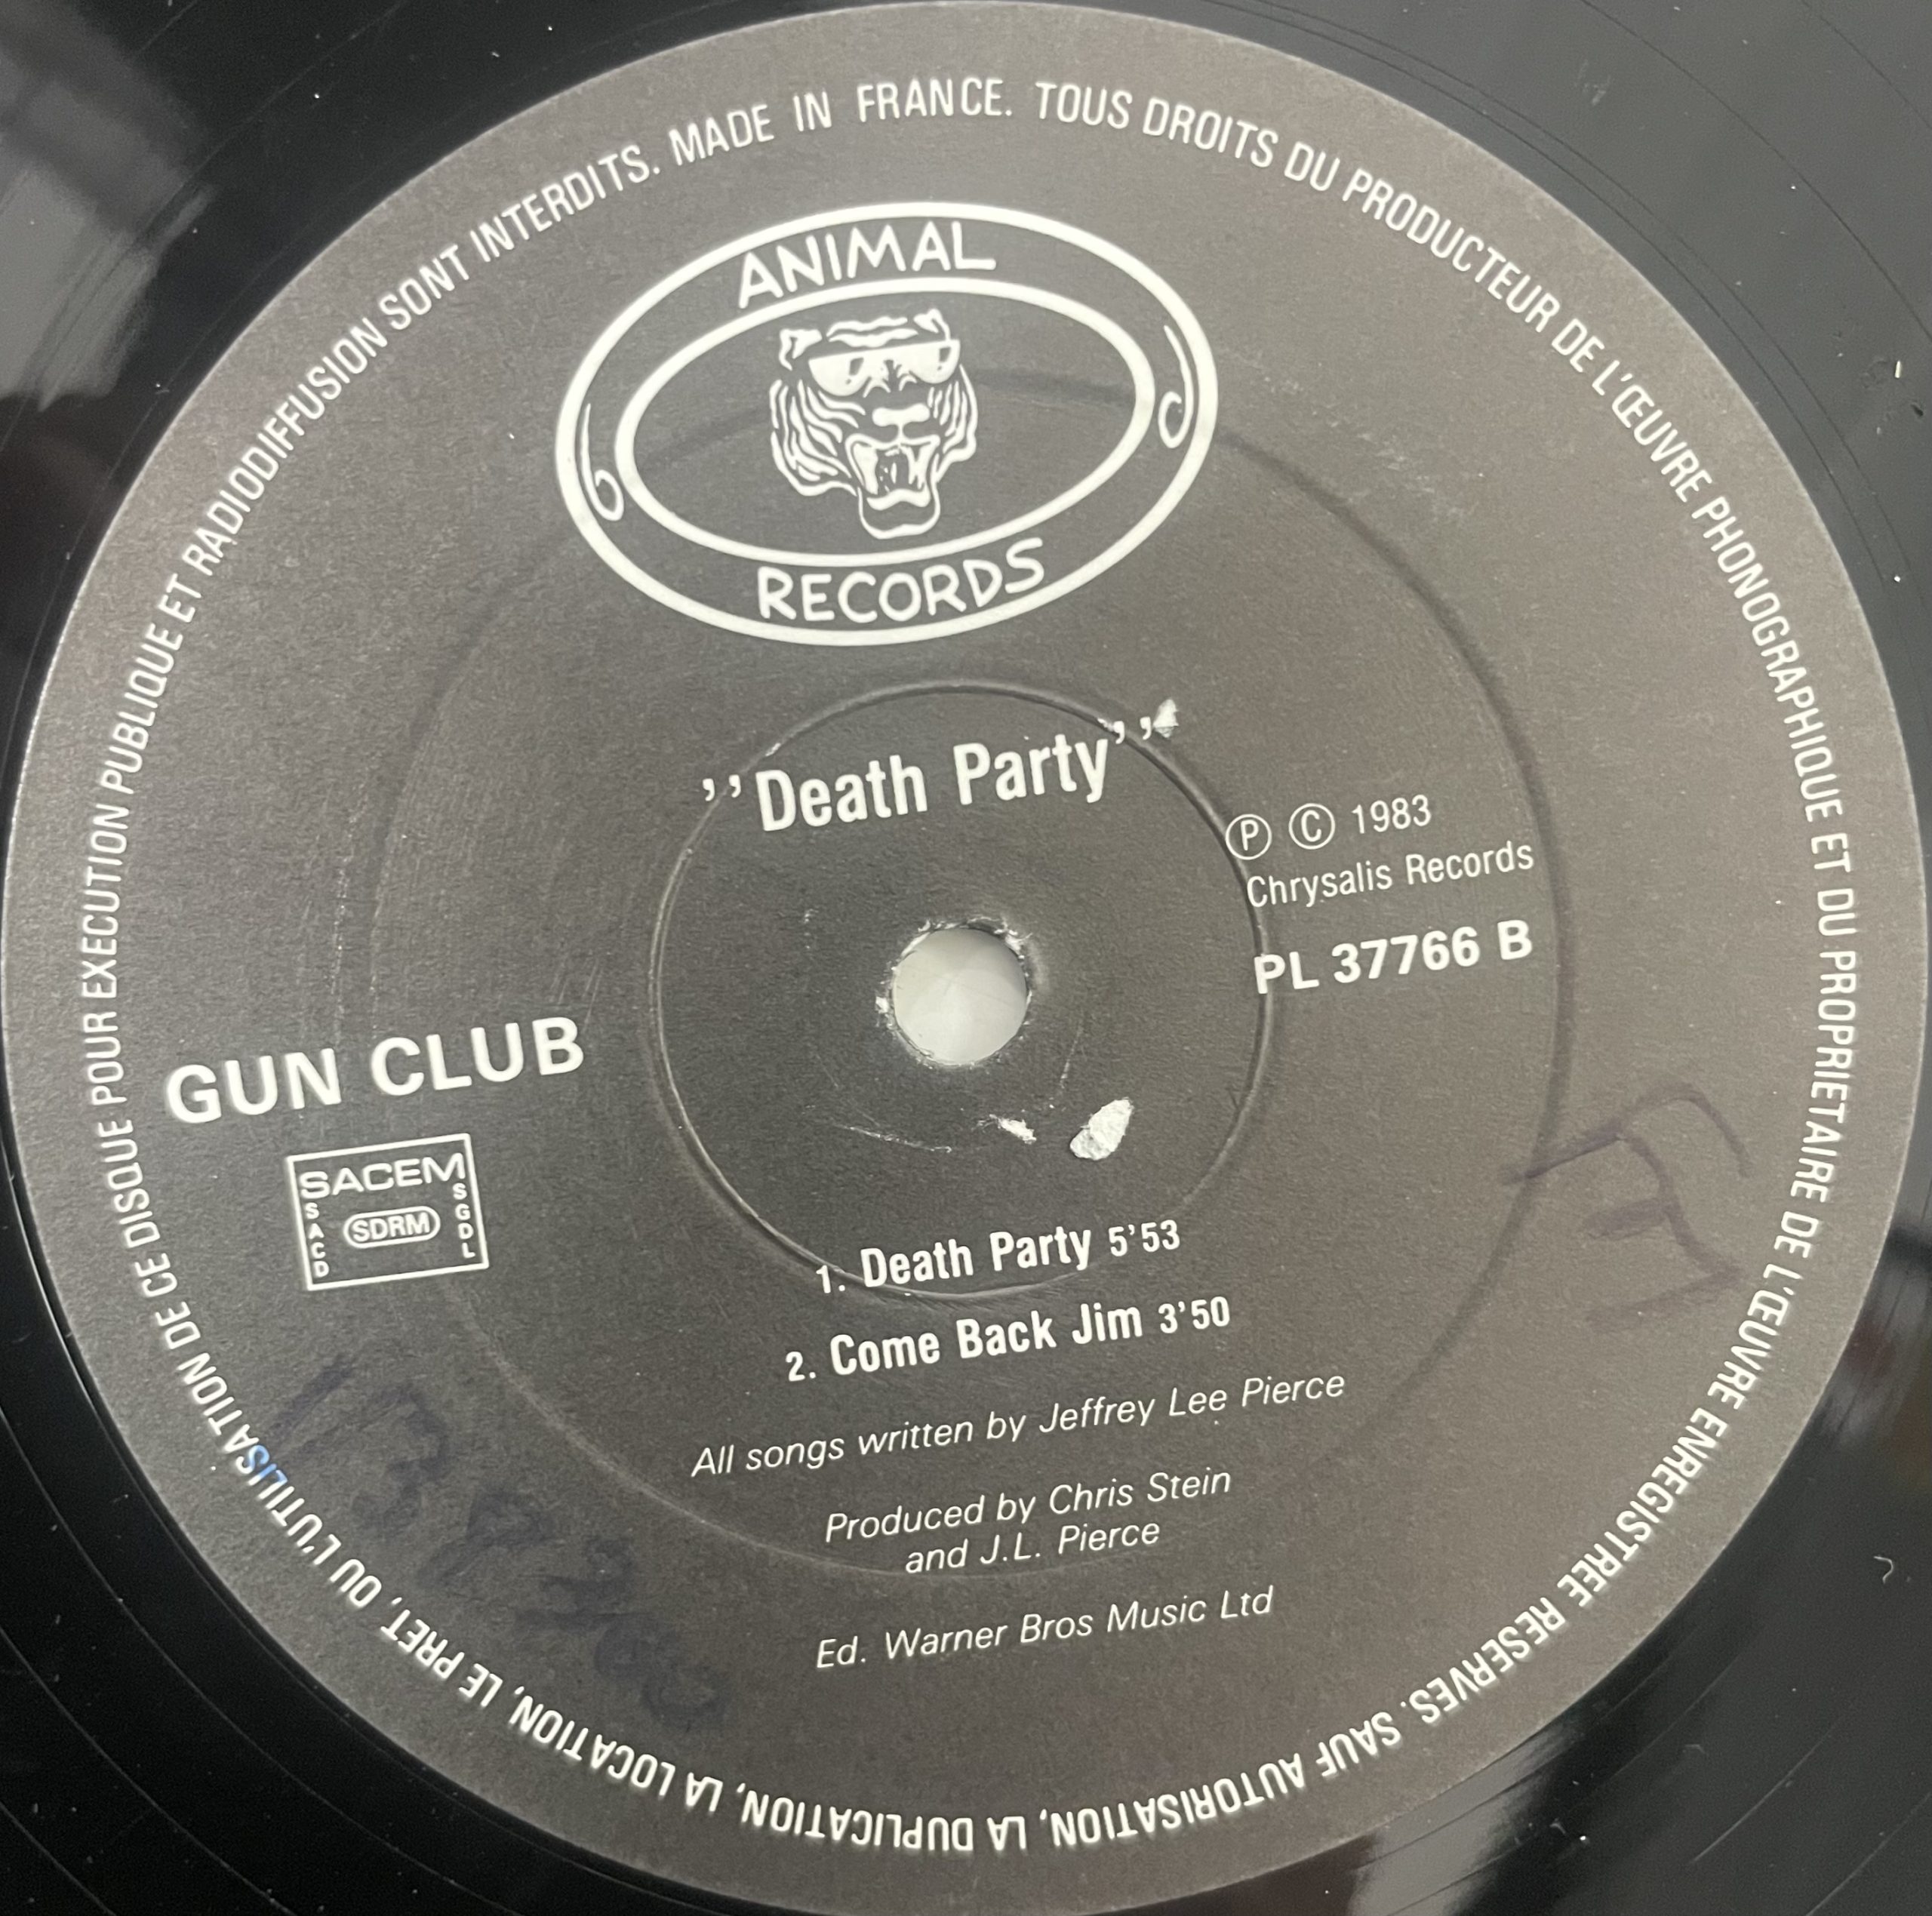 MADE IN FRANCE. TOUS DROITS DU PRODUCTEUR DE L'ŒUVRE PHONOGRAPHIQUE ET DU PROPRIETAIRE DE L'ŒUVRE ENREGISTREE RESERVES. SAUF AUTORISATION, LA DUPLICATION, LA LOCATION, LE PRET, OU L'UTILISATION DE CE DISQUE POUR EXECUTION PUBLIQUE ET RADIODIFFUSION SONT INTERDITS.
ANIMAL
RECORDS
’’Death Party’’
Ⓟ Ⓒ 1983
Chrysalis Records
PL 37766 B
GUN CLUB
SACEM
SACD
SDRM
SGDL
1. Death Party 5’53
2. Come Back Jim 3’50
All songs written by Jeffrey Lee Pierce
Produced by Chris Stein
and J.L. Pierce
Ed. Warner Bros Music Ltd